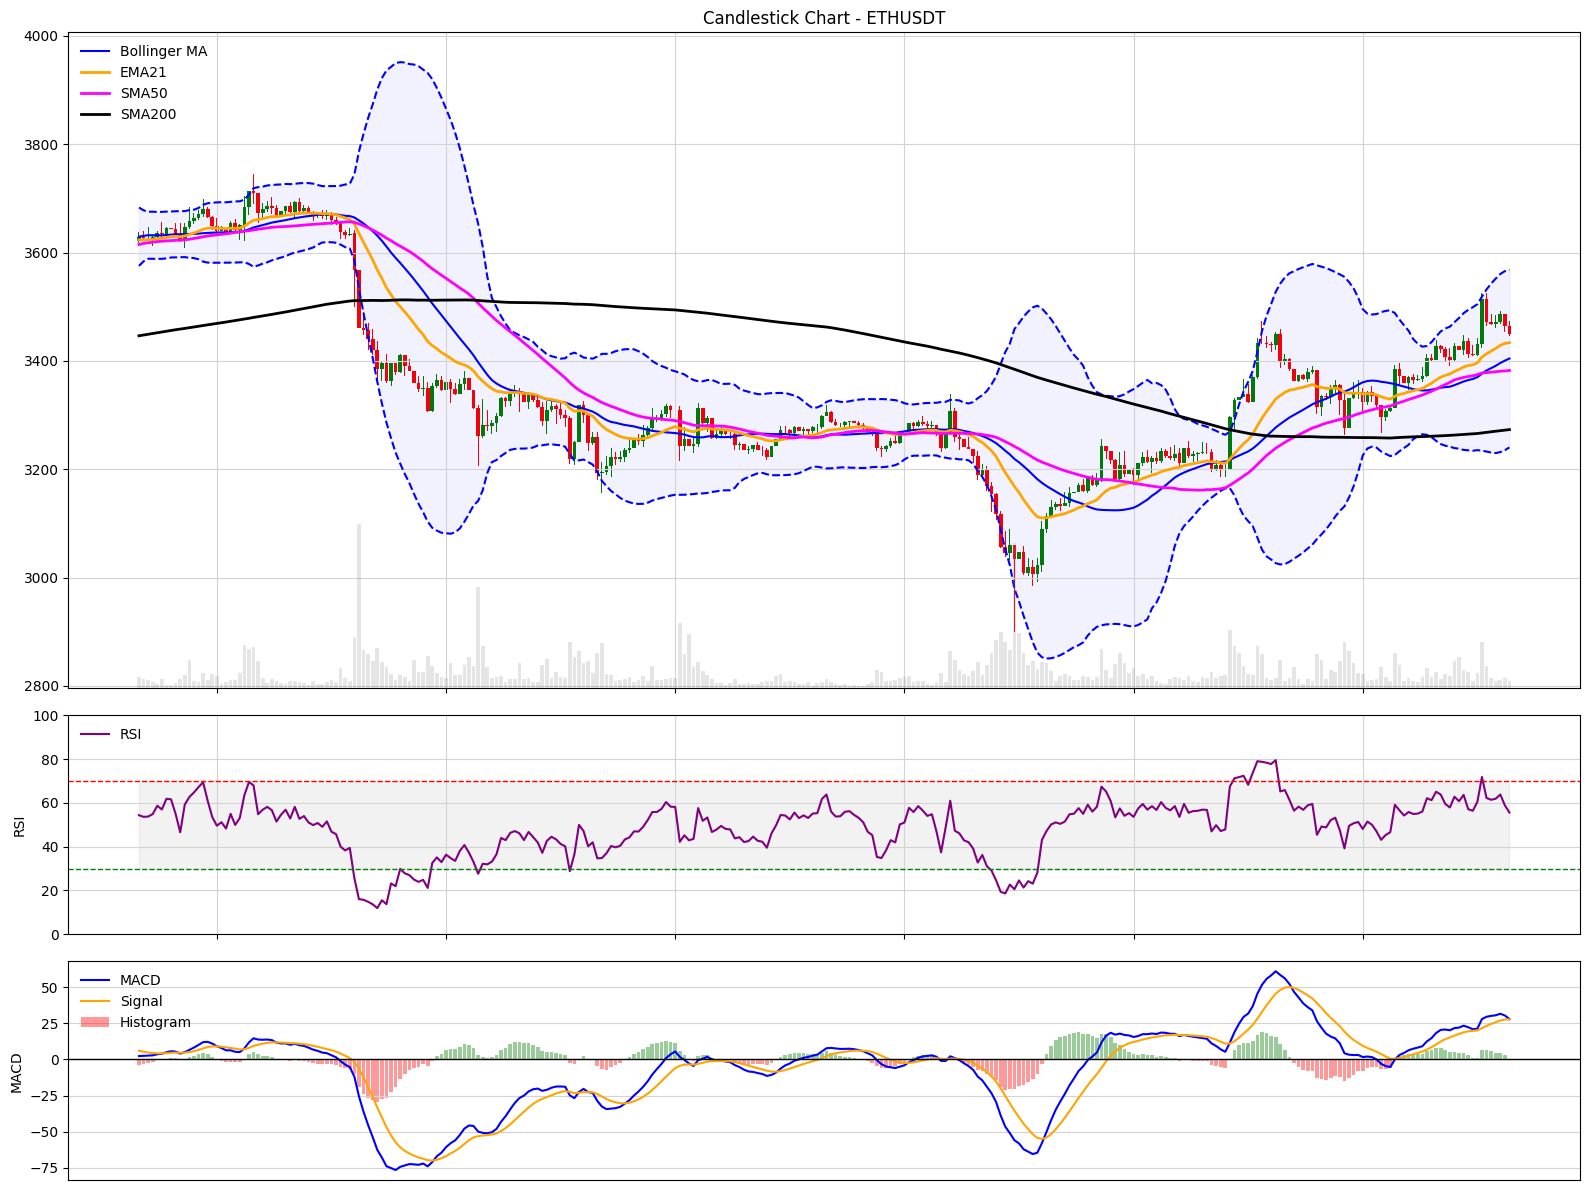 Candlestick Chart - ETHUSDT
4000
3800
3600
3400
3200
3000
2800
Bollinger MA
EMA21
SMA50
SMA200
100
80
60
40
20
0
RSI
RSI
50
25
0
−25
−50
−75
MACD
MACD
Signal
Histogram